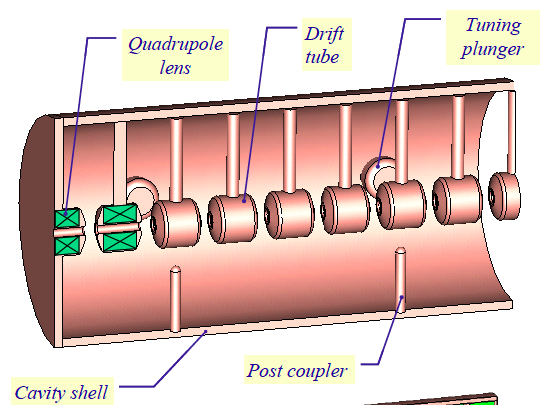 Quadrupole
lens
Drift
tube
Tuning
plunger
Post coupler
Cavity shell